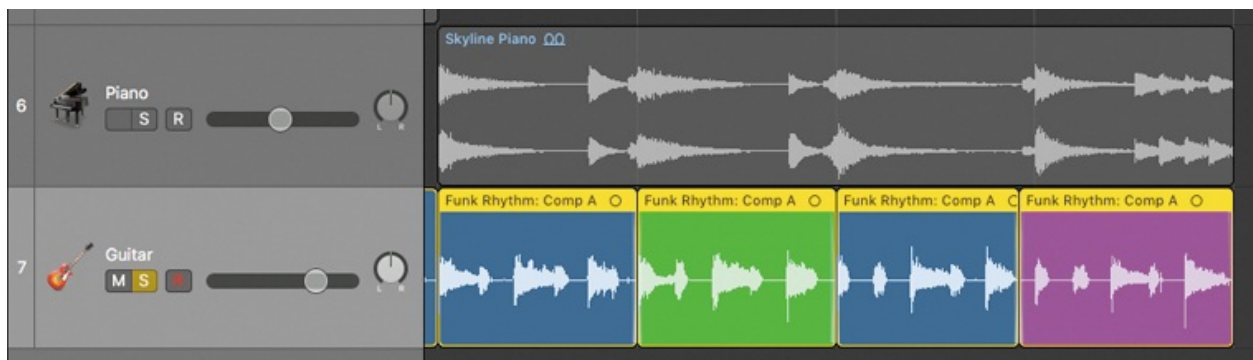 Skyline Piano
6
Piano
S R
L R
Funk Rhythm: Comp A
Funk Rhythm: Comp A
Funk Rhythm: Comp A
Funk Rhythm: Comp A
7
Guitar
M S R
L R